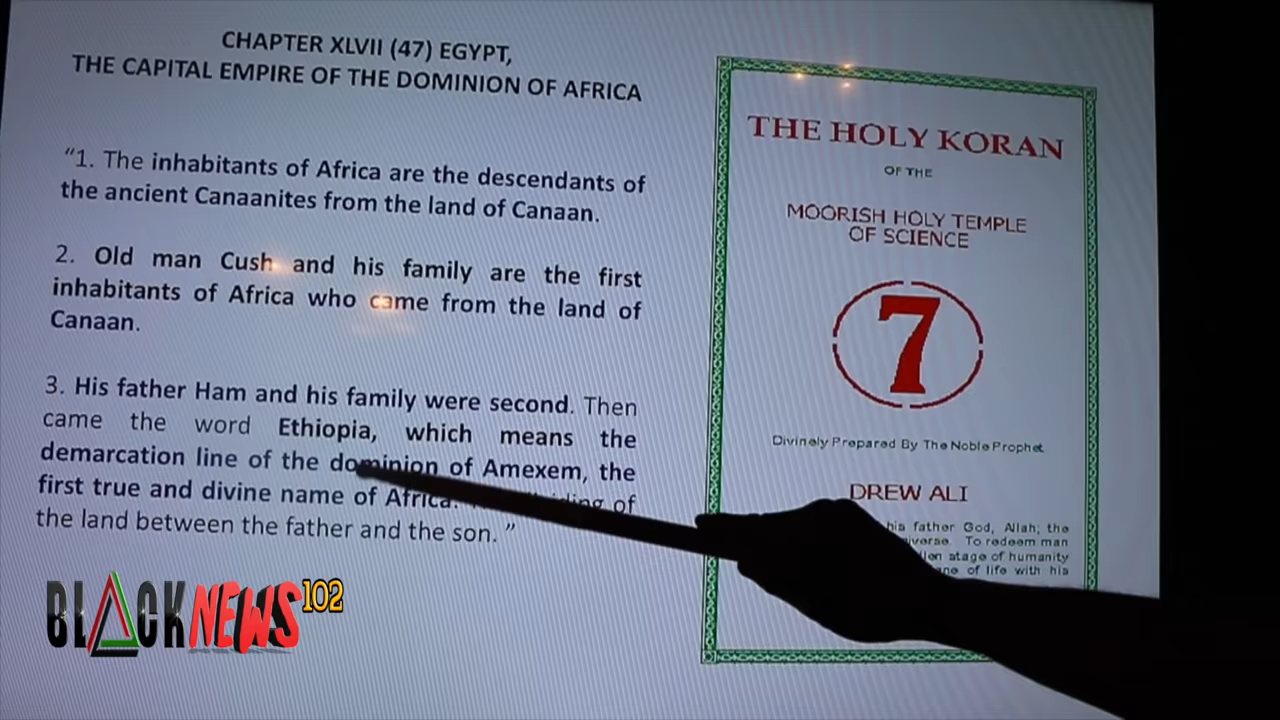 CHAPTER XLVII (47) EGYPT,
THE CAPITAL EMPIRE OF THE DOMINION OF AFRICA
“1. The inhabitants of Africa are the descendants of
the ancient Canaanites from the land of Canaan.
2. Old man Cush and his family are the first
inhabitants of Africa who came from the land of
Canaan.
3. His father Ham and his family were second. Then
came the word Ethiopia, which means the
demarcation line of the dominion of Amexem, the
first true and divine name of Africa. of
the land between the father and the son.”
THE HOLY KORAN
OF THE
MOORISH HOLY TEMPLE
OF SCIENCE
7
Divinely Prepared By The Noble Prophet
DREW ALI
his father God, Allah; the
To redeem man
stage of humanity
of life with his
BLACK NEWS 102